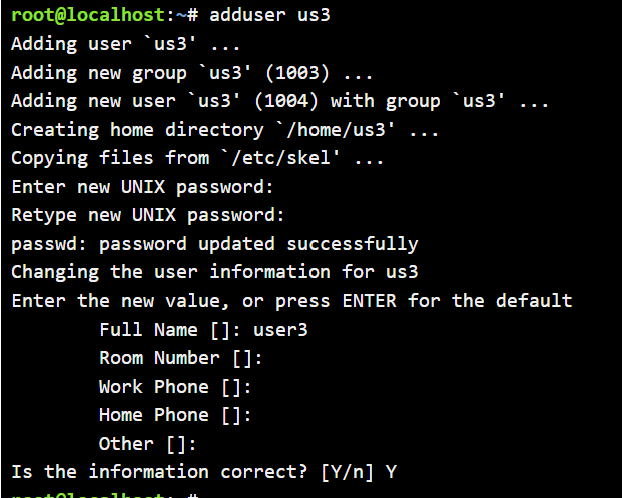 root@localhost:~# adduser us3
Adding user `us3' ...
Adding new group `us3' (1003) ...
Adding new user `us3' (1004) with group `us3' ...
Creating home directory `/home/us3' ...
Copying files from `/etc/skel' ...
Enter new UNIX password:
Retype new UNIX password:
passwd: password updated successfully
Changing the user information for us3
Enter the new value, or press ENTER for the default
Full Name []: user3
Room Number []:
Work Phone []:
Home Phone []:
Other []:
Is the information correct? [Y/n] Y
root@localhost:~#